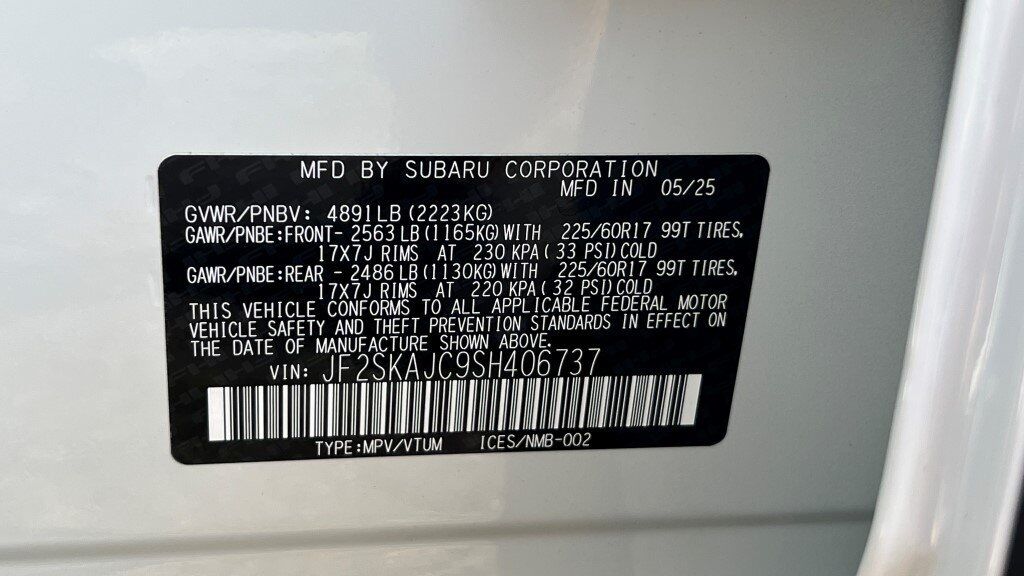 MFD BY SUBARU CORPORATION
MFD IN 05/25
GVWR/PNBV: 4891LB (2223KG)
GAWR/PNBE:FRONT- 2563LB (1165KG)WITH 225/60R17 99T TIRES,
17X7J RIMS AT 230 KPA( 33 PSI)COLD
GAWR/PNBE:REAR - 2486LB (1130KG)WITH 225/60R17 99T TIRES,
17X7J RIMS AT 220 KPA( 32 PSI)COLD
THIS VEHICLE CONFORMS TO ALL APPLICABLE FEDERAL MOTOR
VEHICLE SAFETY AND THEFT PREVENTION STANDARDS IN EFFECT ON
THE DATE OF MANUFACTURE SHOWN ABOVE.
VIN: JF2SKAJC9SH406737
TYPE:MPV/VTUM ICES/NMB-002